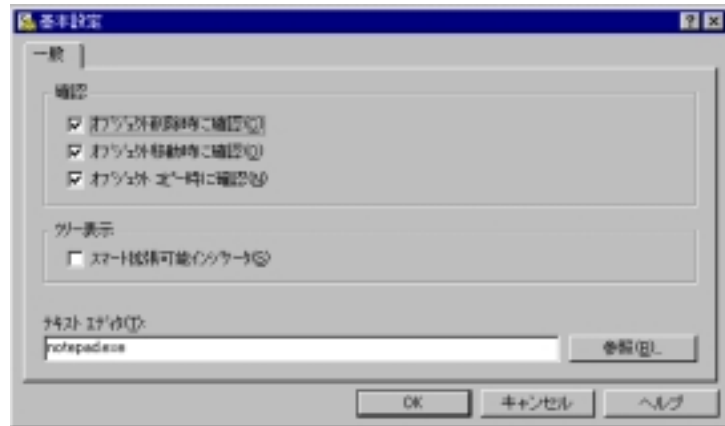 基本設定
一般
確認
オブジェクト削除時に確認(C)
オブジェクト移動時に確認(O)
オブジェクト コピー時に確認(N)
ツリー表示
スマート拡張可能インジケータ(S)
テキスト エディタ(T):
notepad.exe
参照(B)...
OK
キャンセル
ヘルプ